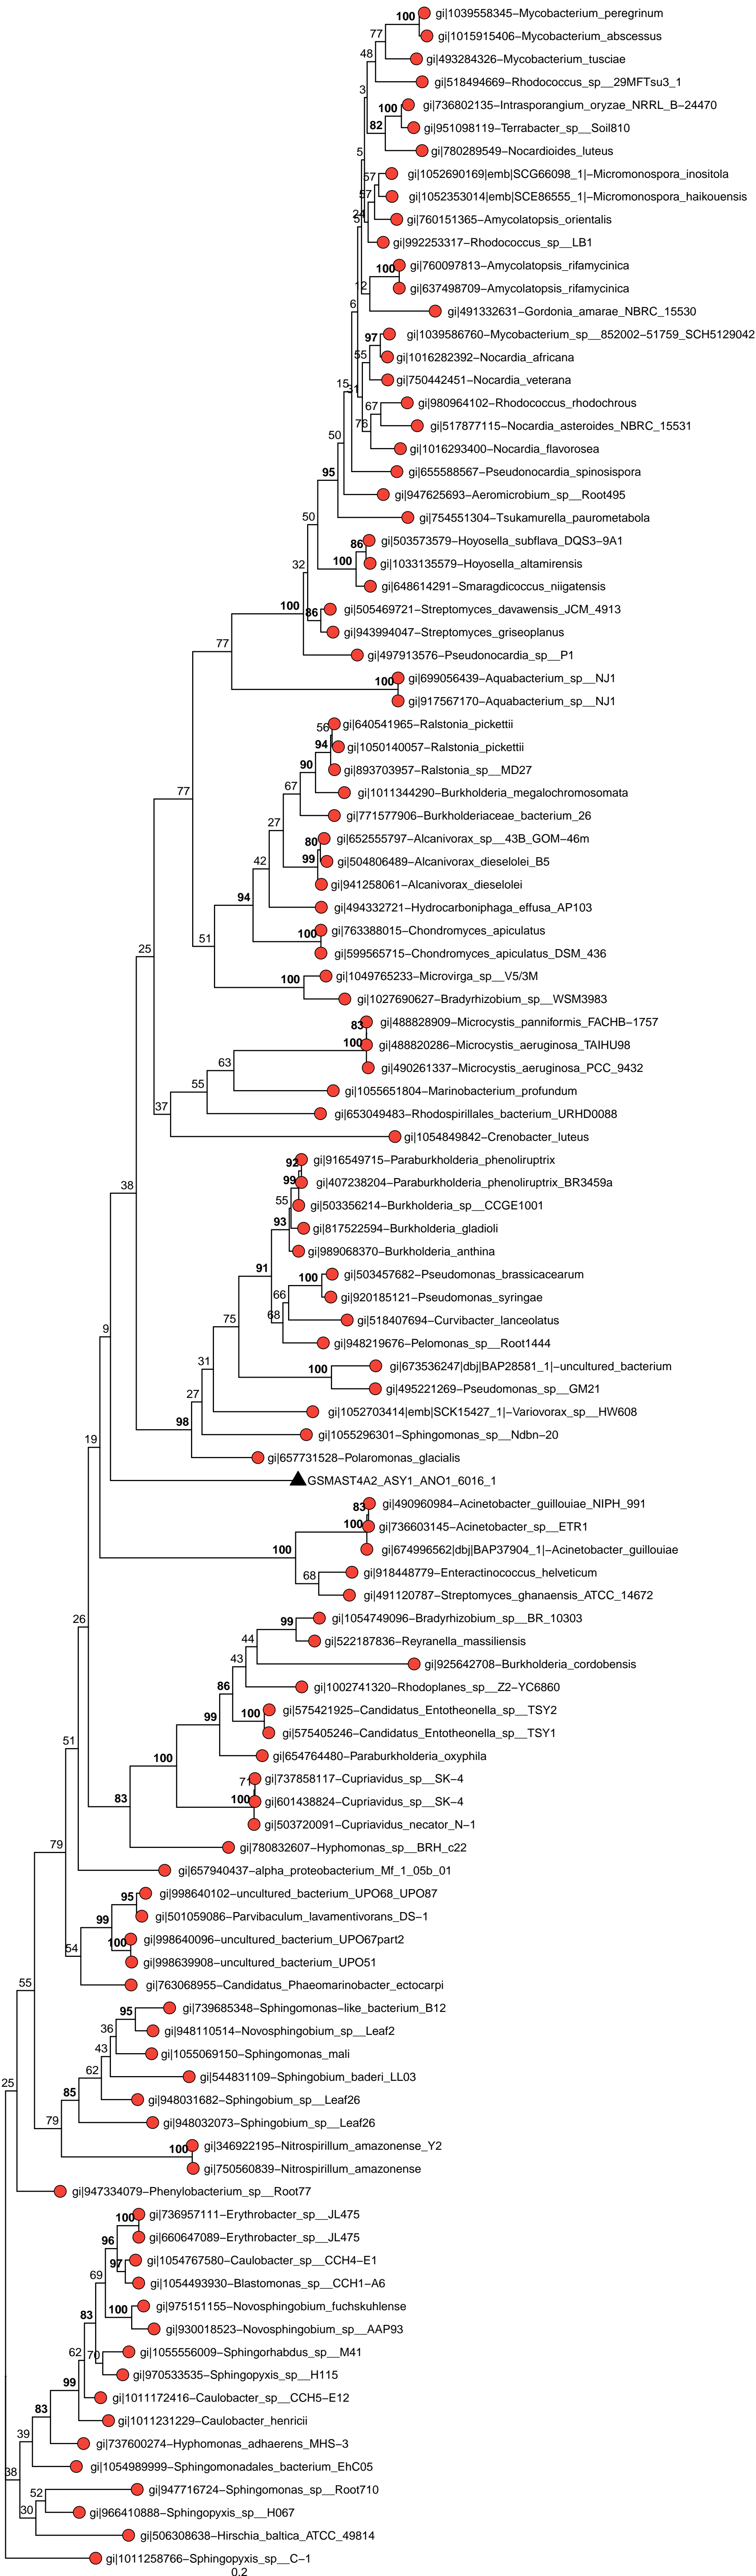 gi|1039558345−Mycobacterium_peregrinum
100
gi|1015915406−Mycobacterium_abscessus
77
gi|493284326−Mycobacterium_tusciae
48
gi|518494669−Rhodococcus_sp__29MFTsu3_1
3
gi|736802135−Intrasporangium_oryzae_NRRL_B−24470
100
gi|951098119−Terrabacter_sp__Soil810
82
gi|780289549−Nocardioides_luteus
5
gi|1052690169|emb|SCG66098_1|−Micromonospora_inositola
57
gi|1052353014|emb|SCE86555_1|−Micromonospora_haikouensis
57
gi|760151365−Amycolatopsis_orientalis
24
5
gi|992253317−Rhodococcus_sp__LB1
gi|760097813−Amycolatopsis_rifamycinica
100
gi|637498709−Amycolatopsis_rifamycinica
12
gi|491332631−Gordonia_amarae_NBRC_15530
6
gi|1039586760−Mycobacterium_sp__852002−51759_SCH5129042
97
gi|1016282392−Nocardia_africana
55
gi|750442451−Nocardia_veterana
15
31
gi|980964102−Rhodococcus_rhodochrous
67
gi|517877115−Nocardia_asteroides_NBRC_15531
76
gi|1016293400−Nocardia_flavorosea
50
gi|655588567−Pseudonocardia_spinosispora
95
gi|947625693−Aeromicrobium_sp__Root495
gi|754551304−Tsukamurella_paurometabola
50
gi|503573579−Hoyosella_subflava_DQS3−9A1
86
gi|1033135579−Hoyosella_altamirensis
100
32
gi|648614291−Smaragdicoccus_niigatensis
gi|505469721−Streptomyces_davawensis_JCM_4913
100
86
gi|943994047−Streptomyces_griseoplanus
77
gi|497913576−Pseudonocardia_sp__P1
gi|699056439−Aquabacterium_sp__NJ1
100
gi|917567170−Aquabacterium_sp__NJ1
gi|640541965−Ralstonia_pickettii
56
gi|1050140057−Ralstonia_pickettii
94
gi|893703957−Ralstonia_sp__MD27
90
77
gi|1011344290−Burkholderia_megalochromosomata
67
gi|771577906−Burkholderiaceae_bacterium_26
27
gi|652555797−Alcanivorax_sp__43B_GOM−46m
80
gi|504806489−Alcanivorax_dieselolei_B5
99
42
gi|941258061−Alcanivorax_dieselolei
94
gi|494332721−Hydrocarboniphaga_effusa_AP103
gi|763388015−Chondromyces_apiculatus
100
51
25
gi|599565715−Chondromyces_apiculatus_DSM_436
gi|1049765233−Microvirga_sp__V5/3M
100
gi|1027690627−Bradyrhizobium_sp__WSM3983
gi|488828909−Microcystis_panniformis_FACHB−1757
83
gi|488820286−Microcystis_aeruginosa_TAIHU98
100
63
gi|490261337−Microcystis_aeruginosa_PCC_9432
55
gi|1055651804−Marinobacterium_profundum
37
gi|653049483−Rhodospirillales_bacterium_URHD0088
gi|1054849842−Crenobacter_luteus
gi|916549715−Paraburkholderia_phenoliruptrix
92
38
gi|407238204−Paraburkholderia_phenoliruptrix_BR3459a
99
55
gi|503356214−Burkholderia_sp__CCGE1001
93
gi|817522594−Burkholderia_gladioli
gi|989068370−Burkholderia_anthina
91
gi|503457682−Pseudomonas_brassicacearum
100
66
gi|920185121−Pseudomonas_syringae
75
68
gi|518407694−Curvibacter_lanceolatus
9
gi|948219676−Pelomonas_sp__Root1444
31
gi|673536247|dbj|BAP28581_1|−uncultured_bacterium
100
gi|495221269−Pseudomonas_sp__GM21
27
gi|1052703414|emb|SCK15427_1|−Variovorax_sp__HW608
98
19
gi|1055296301−Sphingomonas_sp__Ndbn−20
gi|657731528−Polaromonas_glacialis
GSMAST4A2_ASY1_ANO1_6016_1
gi|490960984−Acinetobacter_guillouiae_NIPH_991
83
gi|736603145−Acinetobacter_sp__ETR1
100
100
gi|674996562|dbj|BAP37904_1|−Acinetobacter_guillouiae
gi|918448779−Enteractinococcus_helveticum
68
gi|491120787−Streptomyces_ghanaensis_ATCC_14672
26
gi|1054749096−Bradyrhizobium_sp__BR_10303
99
gi|522187836−Reyranella_massiliensis
44
43
gi|925642708−Burkholderia_cordobensis
86
gi|1002741320−Rhodoplanes_sp__Z2−YC6860
gi|575421925−Candidatus_Entotheonella_sp__TSY2
99
100
gi|575405246−Candidatus_Entotheonella_sp__TSY1
51
100
gi|654764480−Paraburkholderia_oxyphila
gi|737858117−Cupriavidus_sp__SK−4
71
83
100
gi|601438824−Cupriavidus_sp__SK−4
gi|503720091−Cupriavidus_necator_N−1
79
gi|780832607−Hyphomonas_sp__BRH_c22
gi|657940437−alpha_proteobacterium_Mf_1_05b_01
gi|998640102−uncultured_bacterium_UPO68_UPO87
95
gi|501059086−Parvibaculum_lavamentivorans_DS−1
99
gi|998640096−uncultured_bacterium_UPO67part2
100
54
gi|998639908−uncultured_bacterium_UPO51
55
gi|763068955−Candidatus_Phaeomarinobacter_ectocarpi
gi|739685348−Sphingomonas−like_bacterium_B12
95
gi|948110514−Novosphingobium_sp__Leaf2
36
43
gi|1055069150−Sphingomonas_mali
62
gi|544831109−Sphingobium_baderi_LL03
25
85
gi|948031682−Sphingobium_sp__Leaf26
79
gi|948032073−Sphingobium_sp__Leaf26
gi|346922195−Nitrospirillum_amazonense_Y2
100
gi|750560839−Nitrospirillum_amazonense
gi|947334079−Phenylobacterium_sp__Root77
gi|736957111−Erythrobacter_sp__JL475
100
gi|660647089−Erythrobacter_sp__JL475
96
gi|1054767580−Caulobacter_sp__CCH4−E1
97
69
gi|1054493930−Blastomonas_sp__CCH1−A6
gi|975151155−Novosphingobium_fuchskuhlense
83
100
gi|930018523−Novosphingobium_sp__AAP93
62
gi|1055556009−Sphingorhabdus_sp__M41
70
gi|970533535−Sphingopyxis_sp__H115
99
gi|1011172416−Caulobacter_sp__CCH5−E12
83
gi|1011231229−Caulobacter_henricii
39
gi|737600274−Hyphomonas_adhaerens_MHS−3
38
gi|1054989999−Sphingomonadales_bacterium_EhC05
gi|947716724−Sphingomonas_sp__Root710
52
30
gi|966410888−Sphingopyxis_sp__H067
gi|506308638−Hirschia_baltica_ATCC_49814
gi|1011258766−Sphingopyxis_sp__C−1
0.2